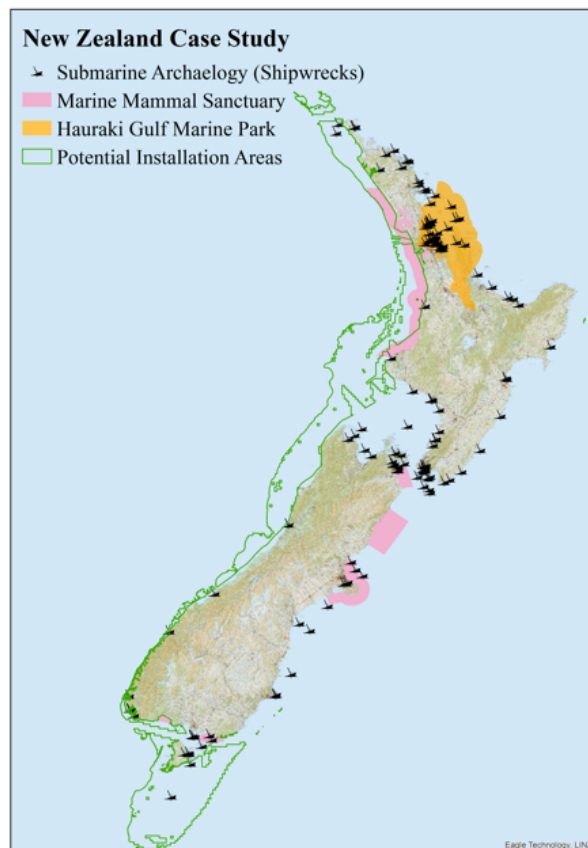 New Zealand Case Study
Submarine Archaelogy (Shipwrecks)
Marine Mammal Sanctuary
Hauraki Gulf Marine Park
Potential Installation Areas
Eagle Technology, LIN